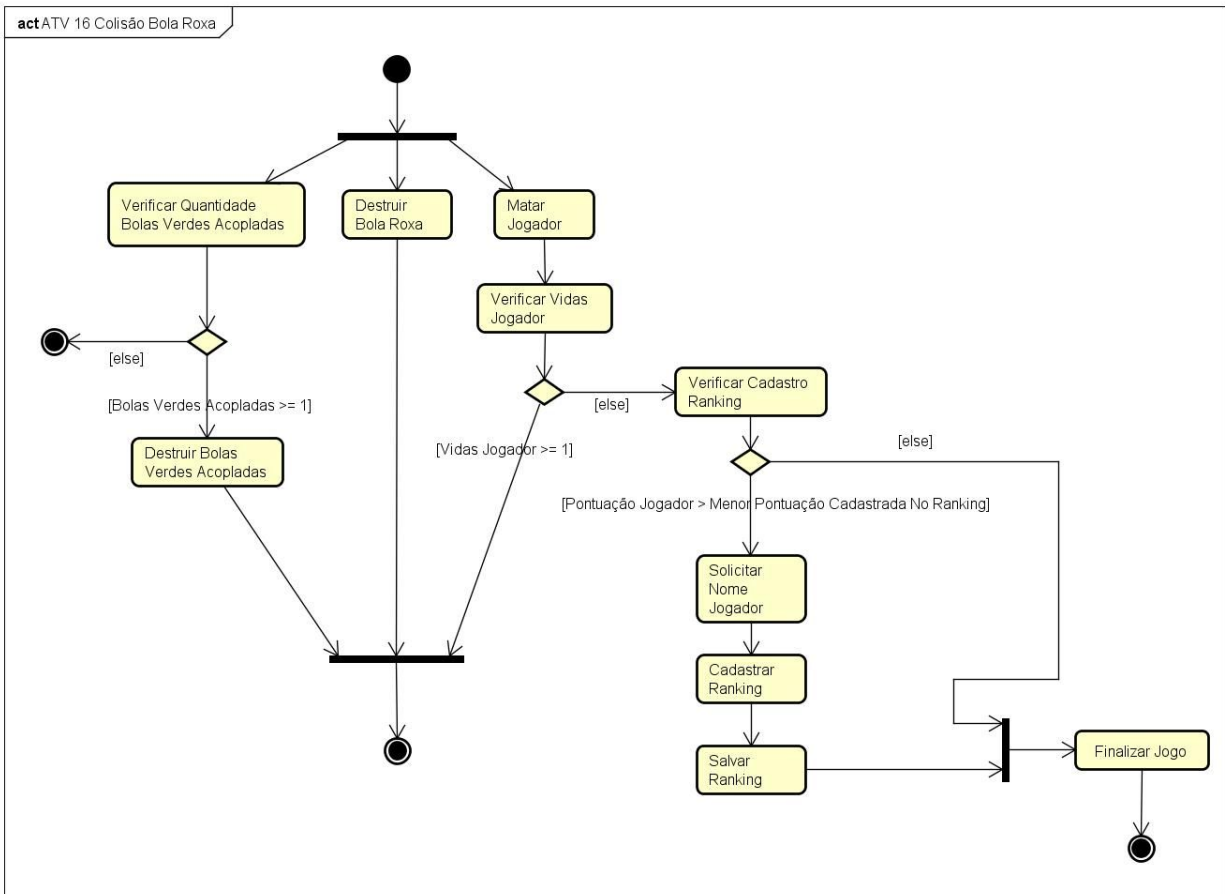 act ATV 16 Colisão Bola Roxa
Verificar Quantidade
Bolas Verdes Acopladas
Destruir
Bola Roxa
Matar
Jogador
Verificar Vidas
Jogador
[else]
[Bolas Verdes Acopladas >= 1]
Destruir Bolas
Verdes Acopladas
[Vidas Jogador >= 1]
[else]
Verificar Cadastro
Ranking
[else]
[Pontuação Jogador > Menor Pontuação Cadastrada No Ranking]
Solicitar
Nome
Jogador
Cadastrar
Ranking
Salvar
Ranking
Finalizar Jogo